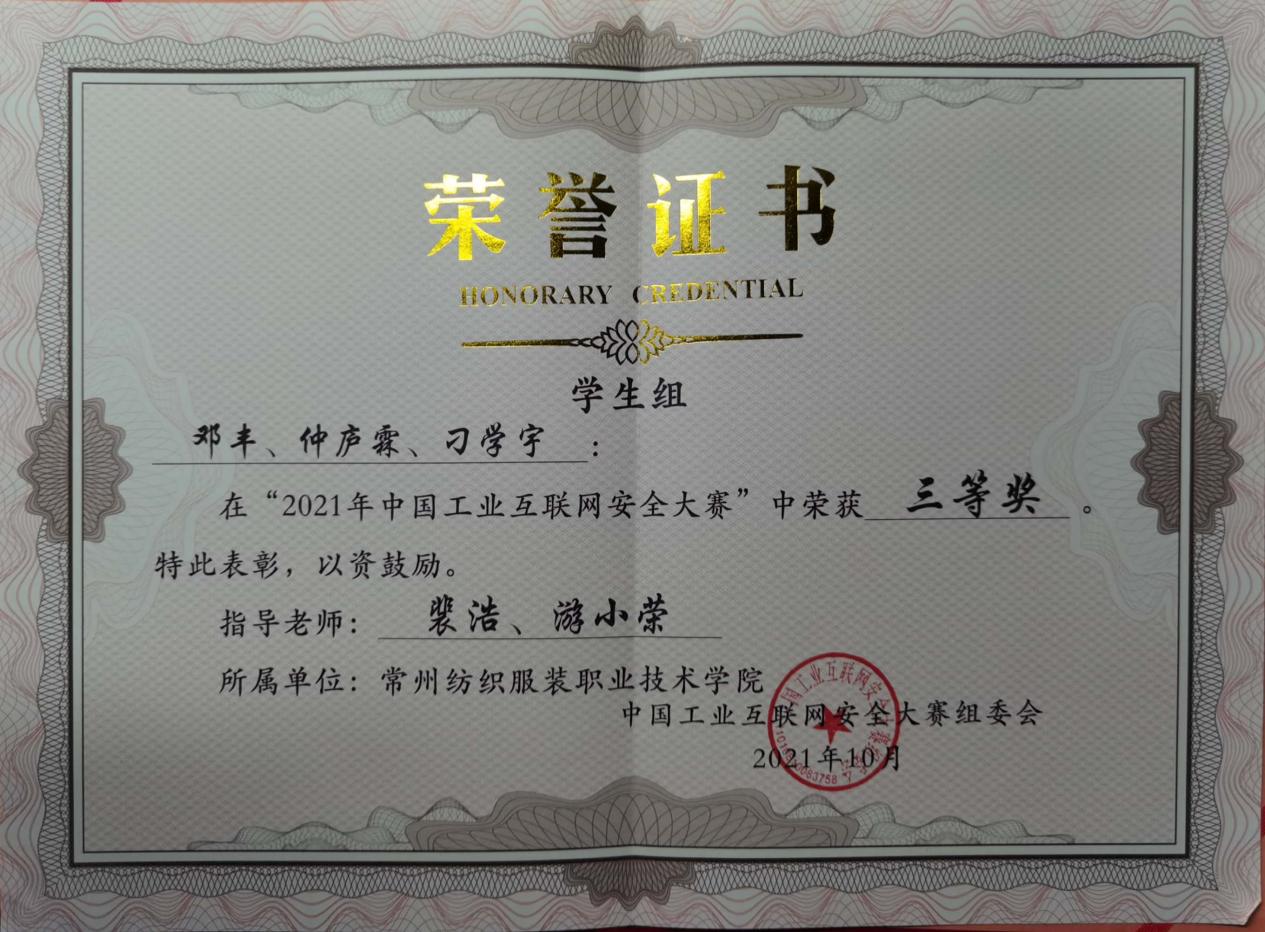 荣誉证书
HONORARY CREDENTIAL
学生组
邓丰、仲庐霖、刁学宇:
在“2021年中国工业互联网安全大赛”中荣获 三等奖。
特此表彰，以资鼓励。
指导老师: 裴浩、游小荣
所属单位: 常州纺织服装职业技术学院
中国工业互联网安全大赛组委会
2021年10月